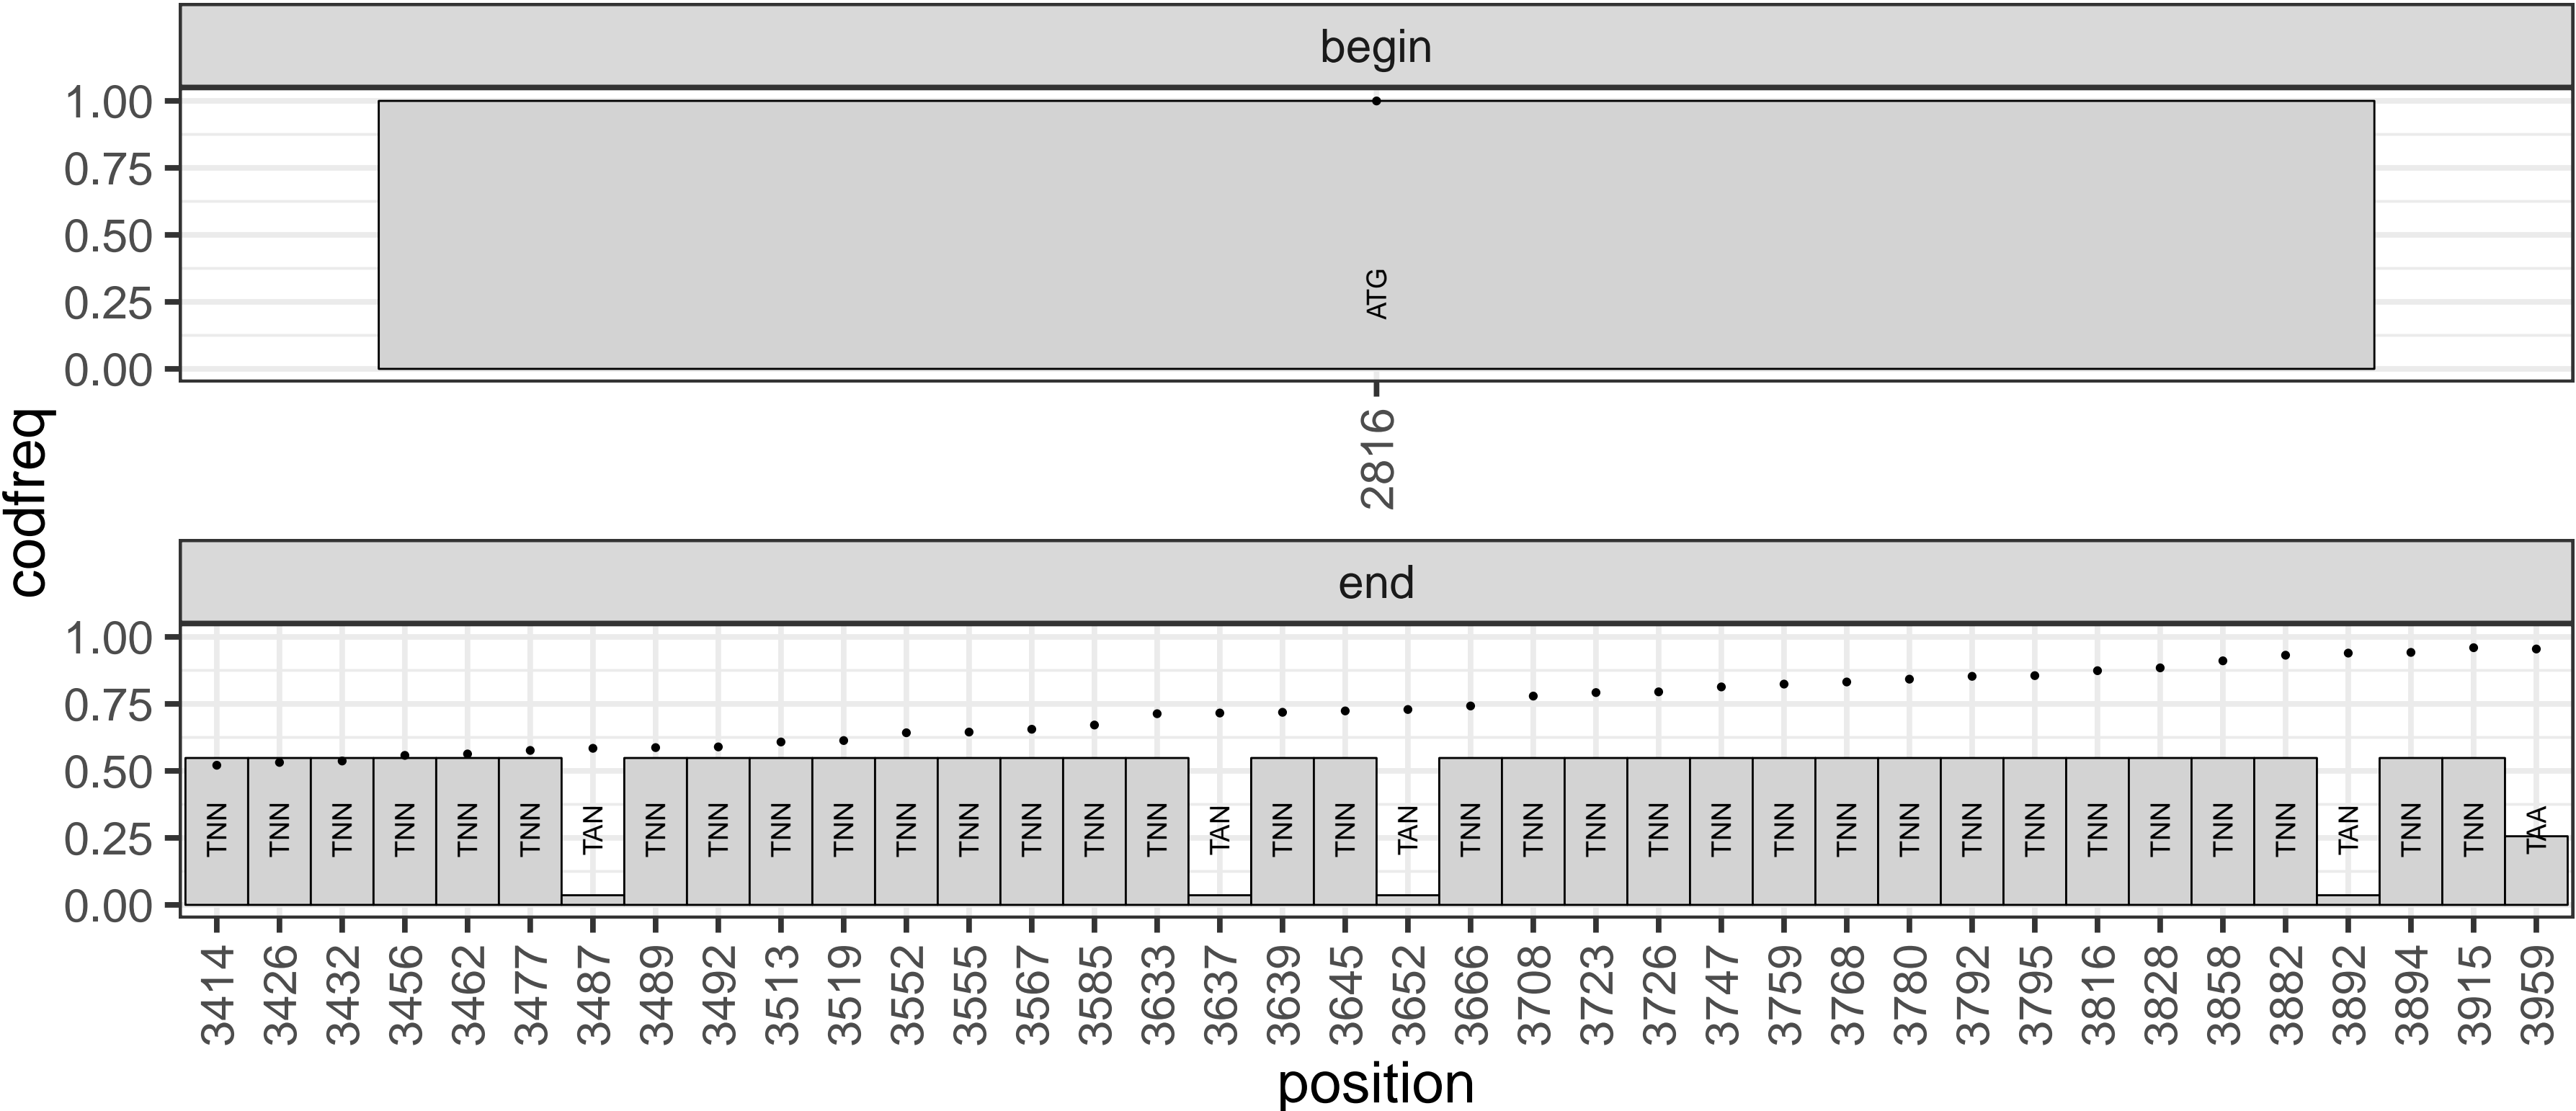 begin
1.00
0.75
0.50
0.25
0.00
ATG
2816
codfreq
end
1.00
0.75
0.50
0.25
0.00
TNN TNN TNN TNN TNN TNN TAN TNN TNN TNN TNN TNN TNN TNN TNN TNN TAN TNN TNN TAN TNN TNN TNN TNN TNN TNN TNN TNN TNN TNN TNN TNN TNN TNN TAN TNN TNN TAA
3414 3426 3432 3456 3462 3477 3487 3489 3492 3513 3519 3552 3555 3567 3585 3633 3637 3639 3645 3652 3666 3708 3723 3726 3747 3759 3768 3780 3792 3795 3816 3828 3858 3882 3892 3894 3915 3959
position